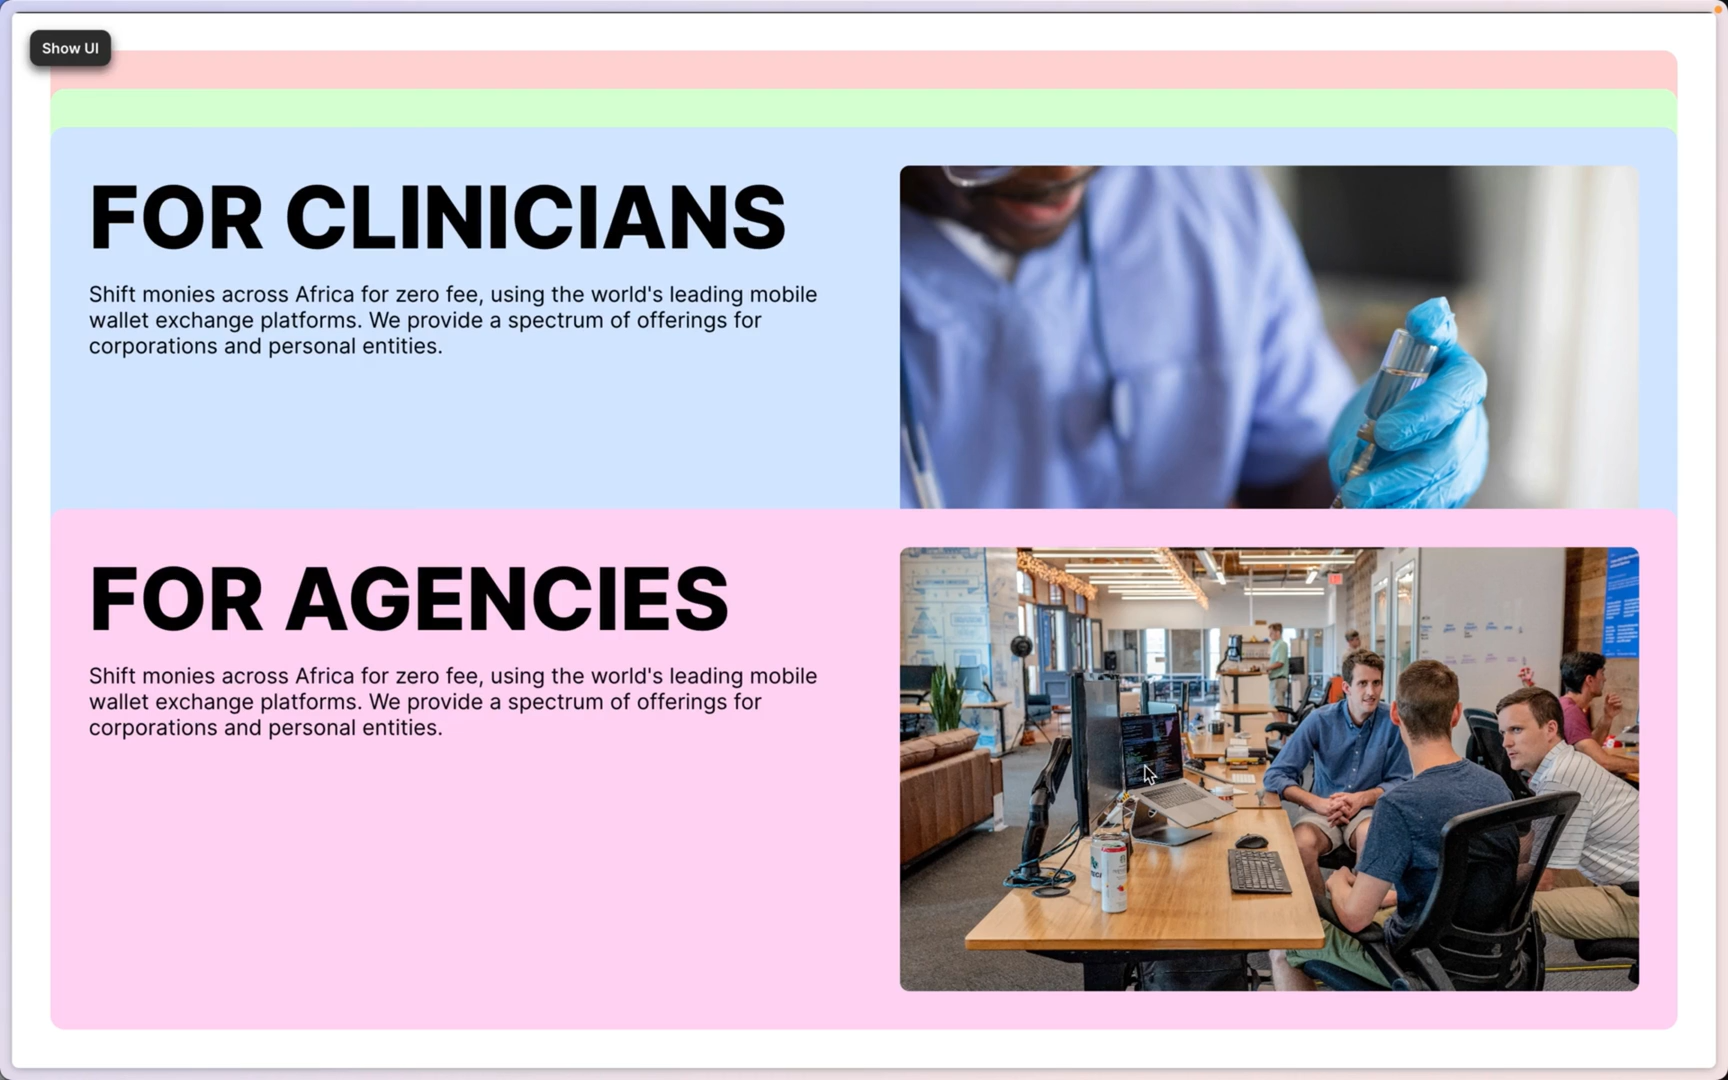 Show UI
FOR CLINICIANS
Shift monies across Africa for zero fee, using the world's leading mobile
wallet exchange platforms. We provide a spectrum of offerings for
corporations and personal entities.
FOR AGENCIES
Shift monies across Africa for zero fee, using the world's leading mobile
wallet exchange platforms. We provide a spectrum of offerings for
corporations and personal entities.